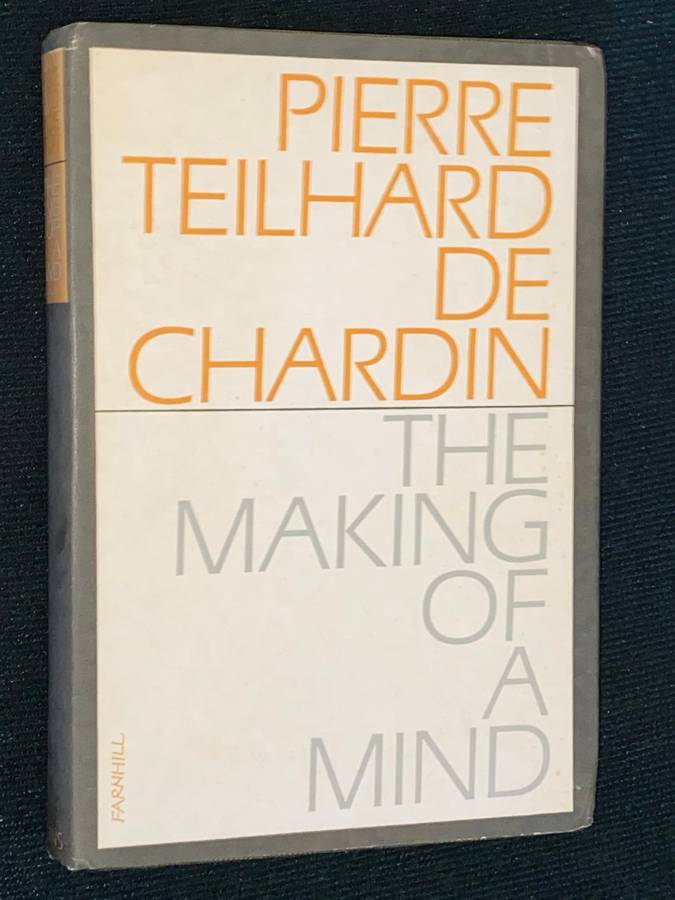 PIERRE
TEILHARD
DE
CHARDIN
THE
MAKING
OF
A
MIND
FARNHILL